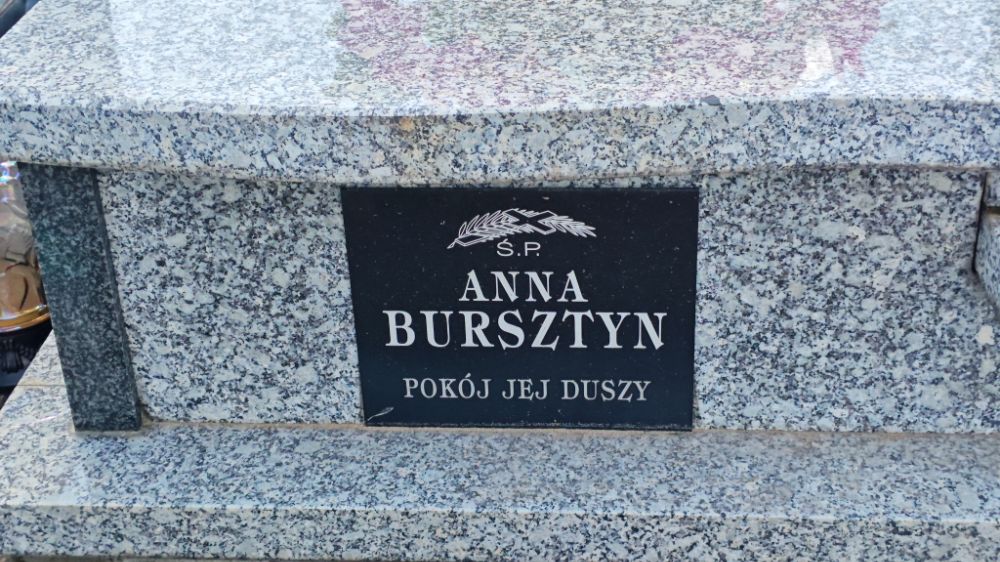 Ś.P.
ANNA
BURSZTYN
POKÓJ JEJ DUSZY